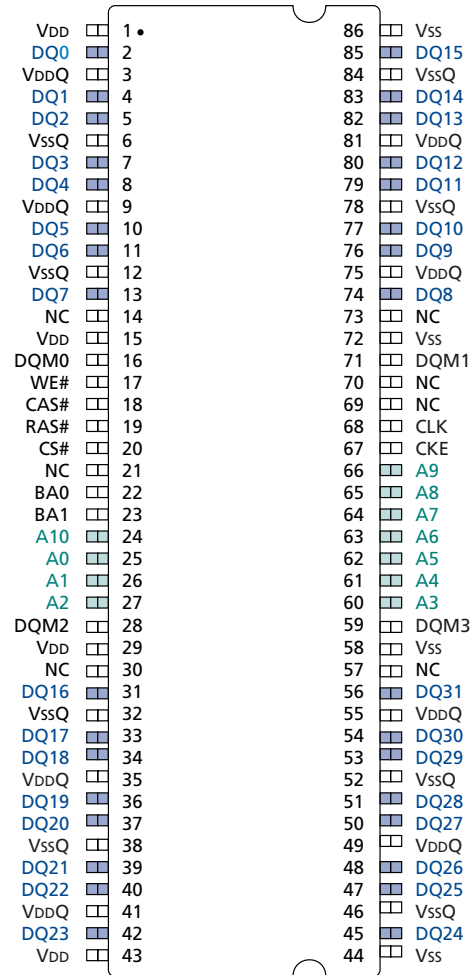 VDD 1 86 Vss
DQ0 2 85 DQ15
VDDQ 3 84 VssQ
DQ1 4 83 DQ14
DQ2 5 82 DQ13
VssQ 6 81 VDDQ
DQ3 7 80 DQ12
DQ4 8 79 DQ11
VDDQ 9 78 VssQ
DQ5 10 77 DQ10
DQ6 11 76 DQ9
VssQ 12 75 VDDQ
DQ7 13 74 DQ8
NC 14 73 NC
VDD 15 72 Vss
DQM0 16 71 DQM1
WE# 17 70 NC
CAS# 18 69 NC
RAS# 19 68 CLK
CS# 20 67 CKE
NC 21 66 A9
BA0 22 65 A8
BA1 23 64 A7
A10 24 63 A6
A0 25 62 A5
A1 26 61 A4
A2 27 60 A3
DQM2 28 59 DQM3
VDD 29 58 Vss
NC 30 57 NC
DQ16 31 56 DQ31
VssQ 32 55 VDDQ
DQ17 33 54 DQ30
DQ18 34 53 DQ29
VDDQ 35 52 VssQ
DQ19 36 51 DQ28
DQ20 37 50 DQ27
VssQ 38 49 VDDQ
DQ21 39 48 DQ26
DQ22 40 47 DQ25
VDDQ 41 46 VssQ
DQ23 42 45 DQ24
VDD 43 44 Vss